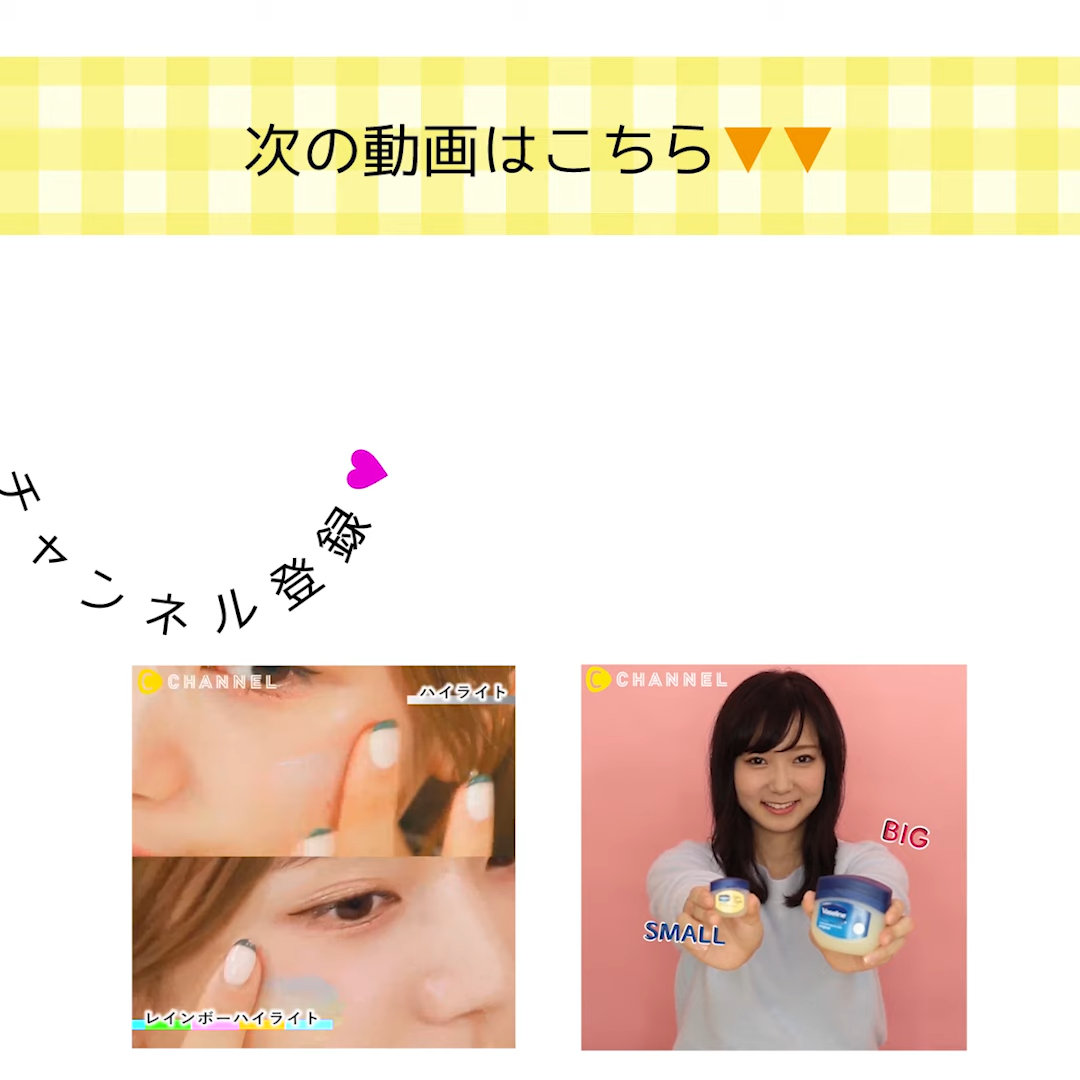 次の動画はこちら▼▼
チャンネル登録♥
C CHANNEL
ハイライト
レインボーハイライト
C CHANNEL
BIG
SMALL
Vaseline